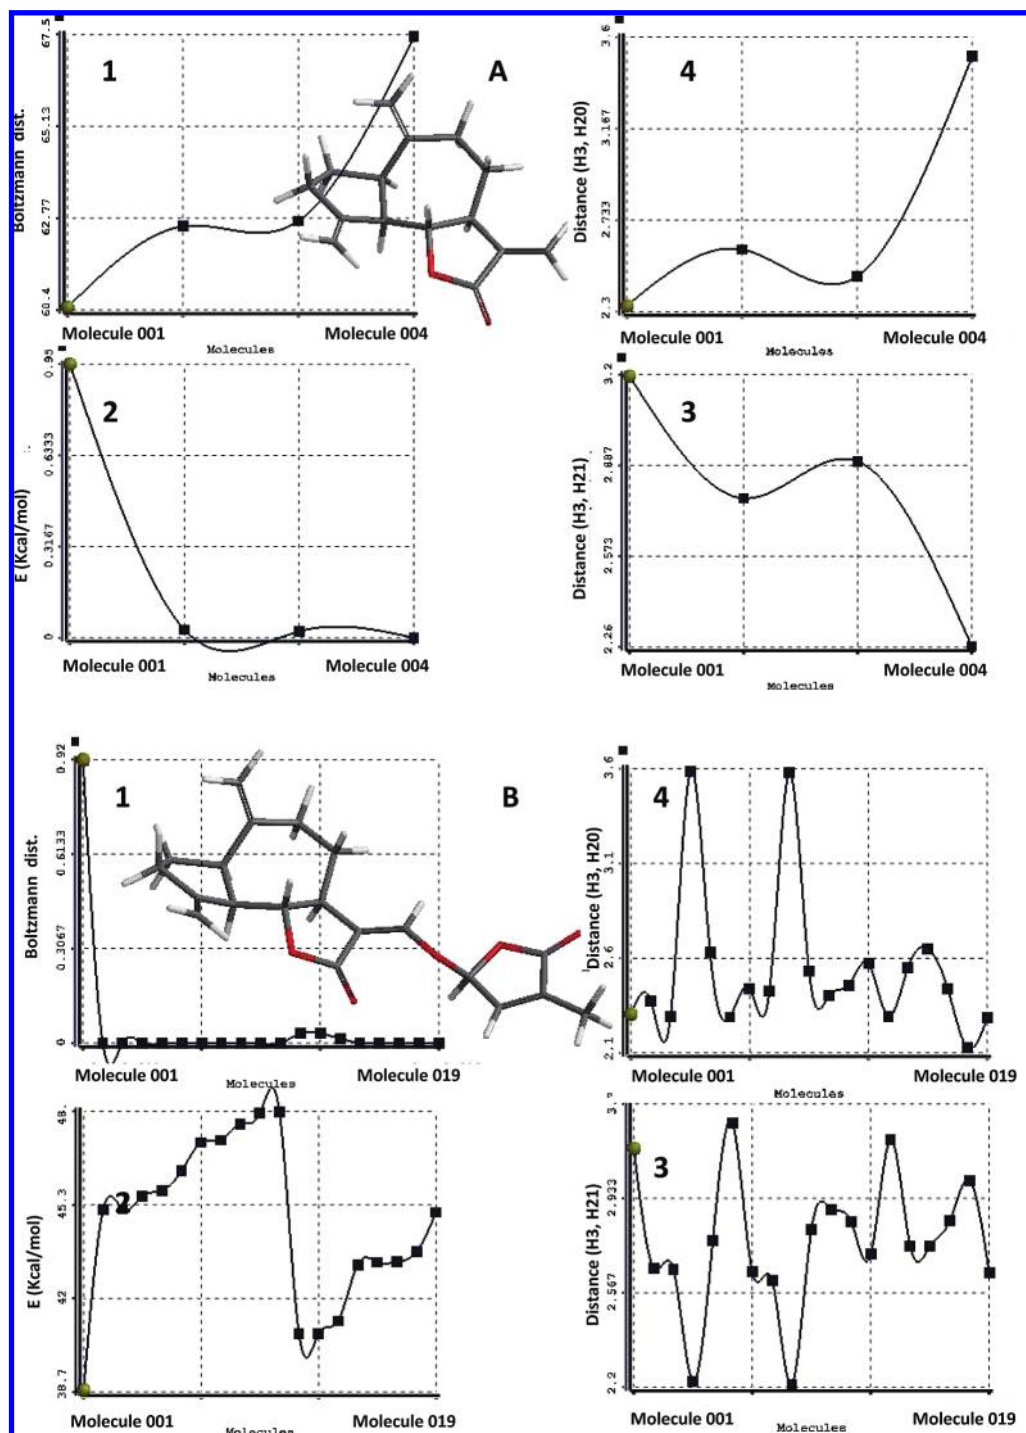 1
A
Boltzmann dist.
67.5
65.13
62.77
60.4
Molecule 001
Molecule 004
Molecules
4
Distance (H3, H20)
3.6
3.167
2.733
2.3
Molecule 001
Molecule 004
Molecules
2
E (Kcal/mol)
0.95
0.6333
0.3167
0
Molecule 001
Molecule 004
Molecules
3
Distance (H3, H21)
3.2
2.887
2.573
2.26
Molecule 001
Molecule 004
Molecules
1
B
Boltzmann dist.
0.92
0.6133
0.3067
0
Molecule 001
Molecule 019
Molecules
4
Distance (H3, H20)
3.6
3.1
2.6
2.1
Molecule 001
Molecule 019
Molecules
2
E (Kcal/mol)
48.
45.3
42
38.7
Molecule 001
Molecule 019
Molecules
3
Distance (H3, H21)
2.933
2.567
2.2
Molecule 001
Molecule 019
Molecules